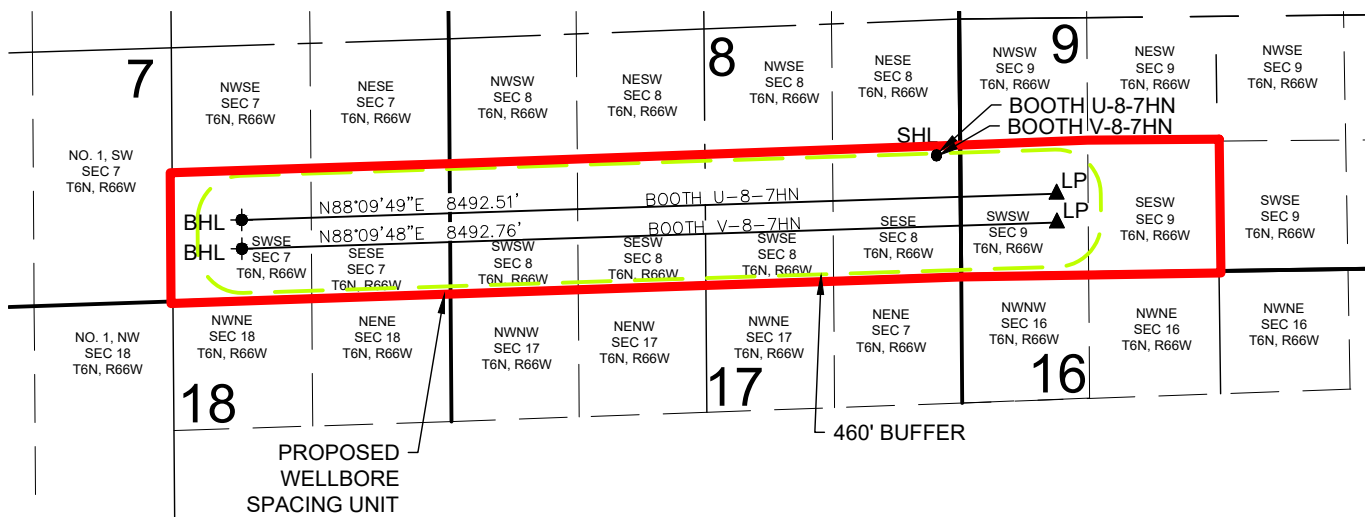 7
8
9
NWSE
SEC 7
T6N, R66W
NESE
SEC 7
T6N, R66W
NWSW
SEC 8
T6N, R66W
NESW
SEC 8
T6N, R66W
NWSE
SEC 8
T6N, R66W
NESE
SEC 8
T6N, R66W
NWSW
SEC 9
T6N, R66W
NESW
SEC 9
T6N, R66W
NWSE
SEC 9
T6N, R66W
BOOTH U-8-7HN
BOOTH V-8-7HN
SHL
NO. 1, SW
SEC 7
T6N, R66W
BHL
N88°09'49"E 8492.51'
BOOTH U-8-7HN
LP
BHL
N88°09'48"E 8492.76'
BOOTH V-8-7HN
LP
SWSE
SEC 7
T6N, R66W
SESE
SEC 7
T6N, R66W
SWSW
SEC 8
T6N, R66W
SESW
SEC 8
T6N, R66W
SWSE
SEC 8
T6N, R66W
SESE
SEC 8
T6N, R66W
SWSW
SEC 9
T6N, R66W
SESW
SEC 9
T6N, R66W
SWSE
SEC 9
T6N, R66W
NO. 1, NW
SEC 18
T6N, R66W
NWNE
SEC 18
T6N, R66W
NENE
SEC 18
T6N, R66W
NWNW
SEC 17
T6N, R66W
NENW
SEC 17
T6N, R66W
NWNE
SEC 17
T6N, R66W
NENE
SEC 7
T6N, R66W
NWNW
SEC 16
T6N, R66W
NWNE
SEC 16
T6N, R66W
NWNE
SEC 16
T6N, R66W
18
17
16
PROPOSED
WELLBORE
SPACING UNIT
460' BUFFER